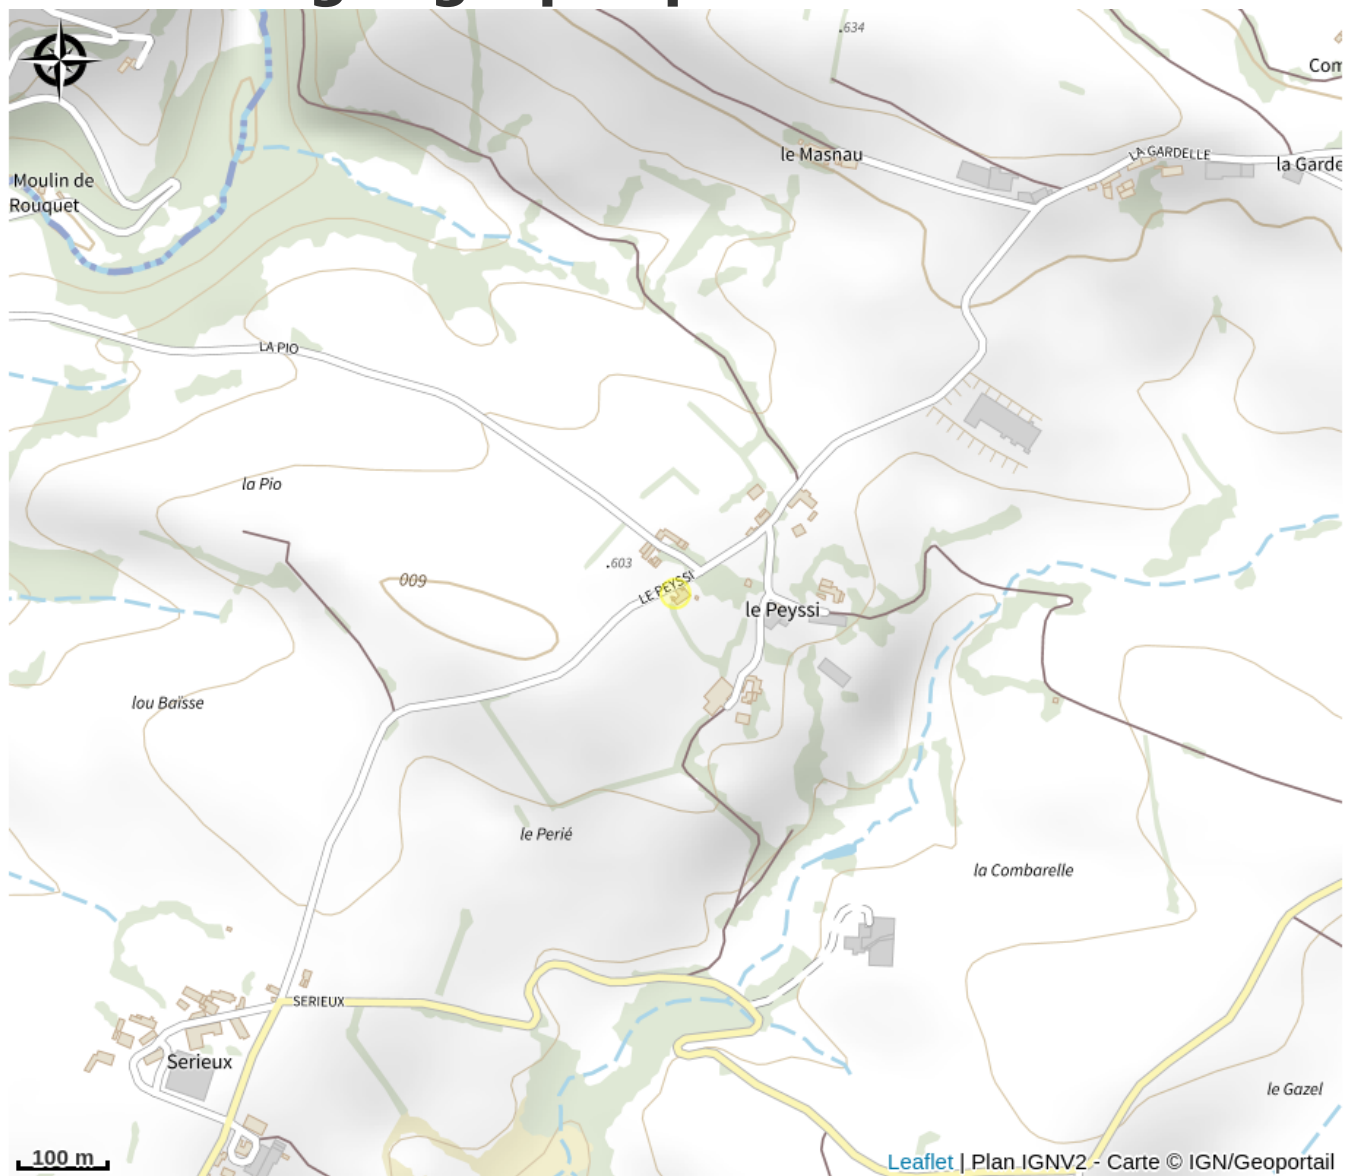 .634
Com
le Masnau
LA GARDELLE
la Garde
Moulin de
Rouquet
LA PIO
la Pio
.603
009
LE PEYSSI
le Peyssi
lou Baïsse
le Perié
la Combarelle
SERIEUX
Serieux
le Gazel
100 m
Leaflet | Plan IGNV2 - Carte © IGN/Geoportail